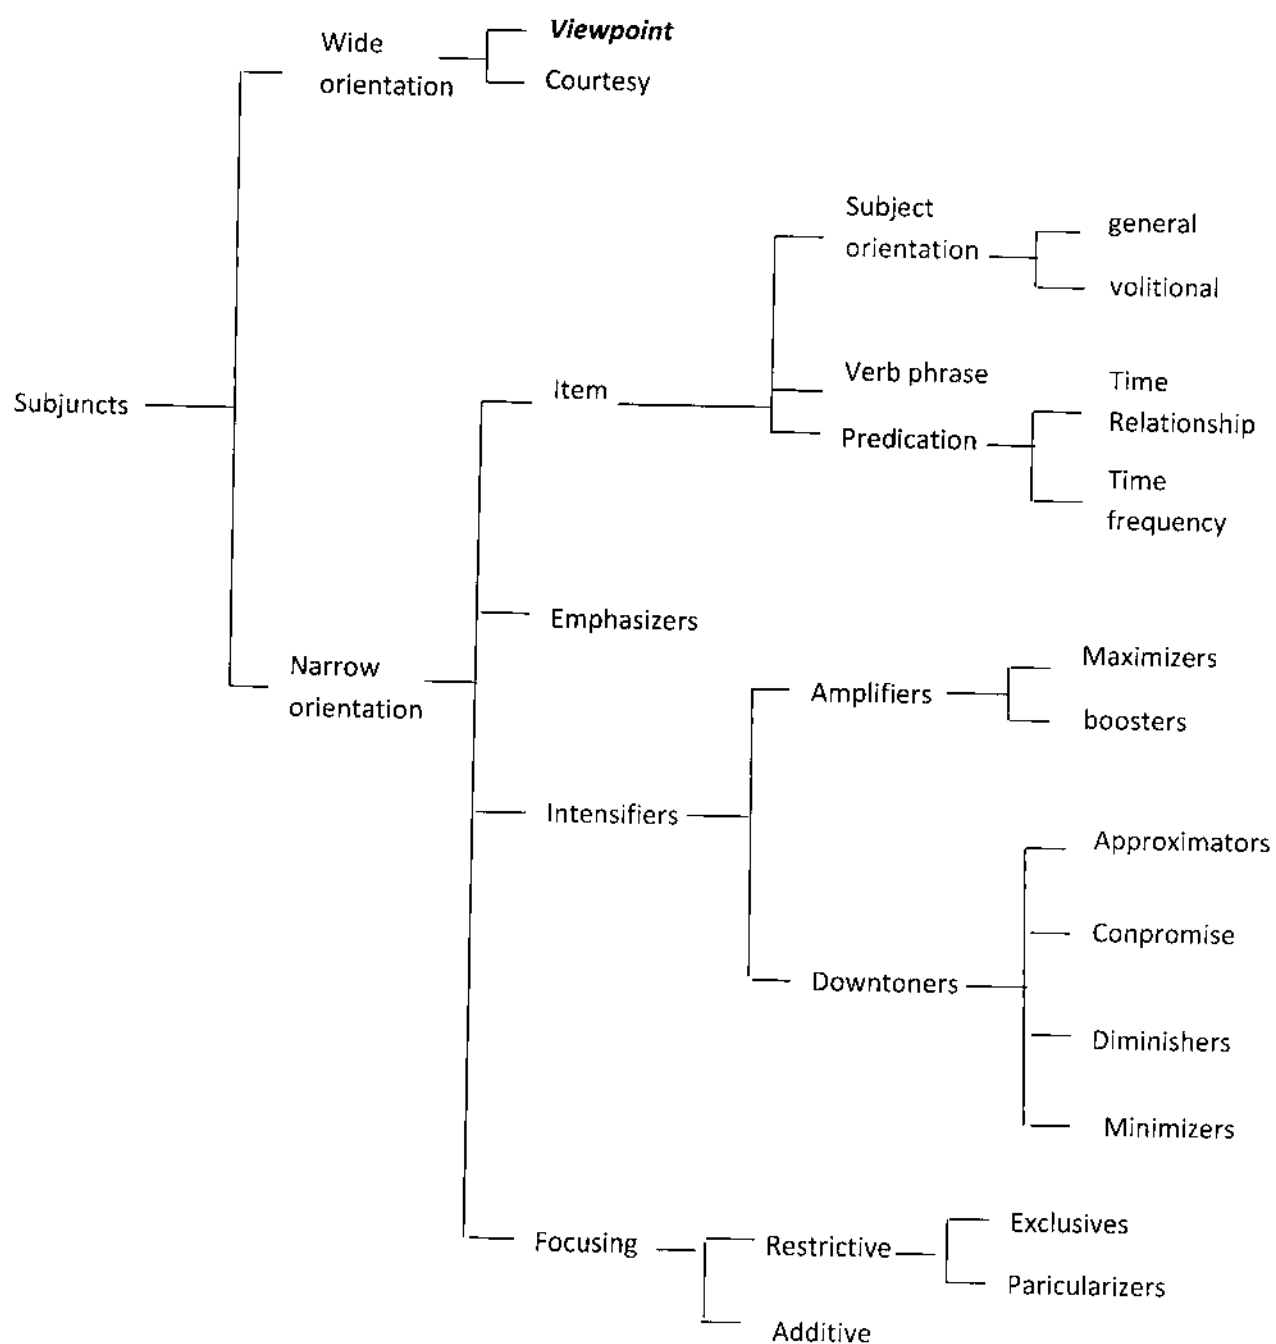 Viewpoint
Wide
orientation
Courtesy
Subject
orientation
general
volitional
Item
Verb phrase
Time
Relationship
Subjuncts
Predication
Time
frequency
Emphasizers
Narrow
orientation
Maximizers
Amplifiers
boosters
Intensifiers
Approximators
Conpromise
Downtoners
Diminishers
Minimizers
Exclusives
Focusing
Restrictive
Paricularizers
Additive